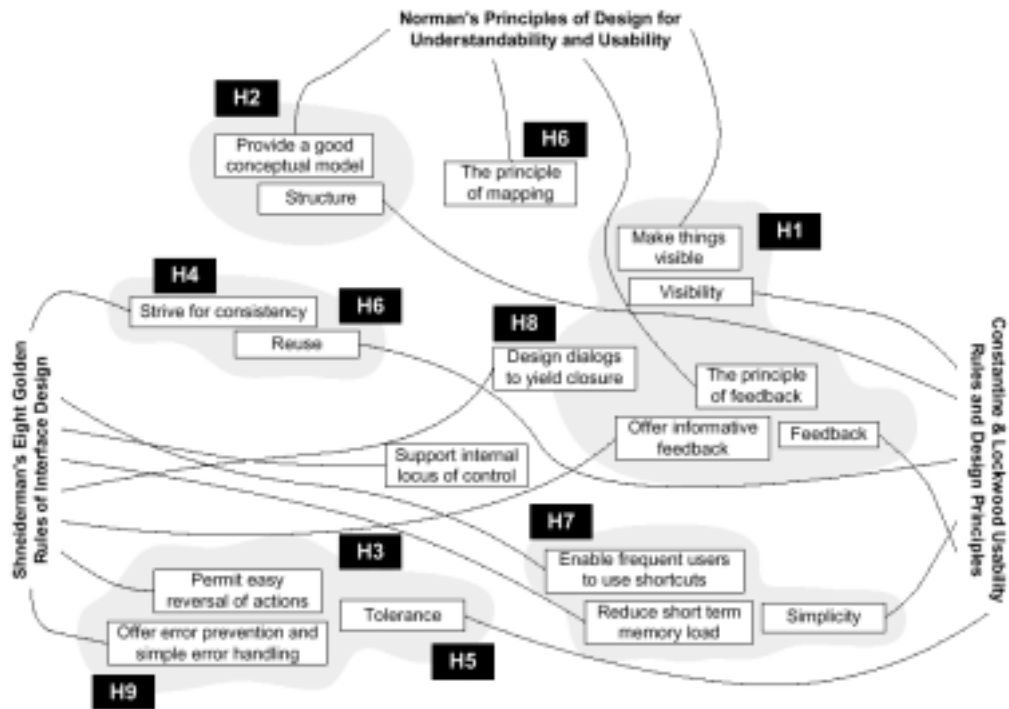 Norman's Principles of Design for
Understandability and Usability
H2
Provide a good
conceptual model
Structure
H6
The principle
of mapping
H1
Make things
visible
Visibility
H4
Strive for consistency
H6
Reuse
H8
Design dialogs
to yield closure
The principle
of feedback
Offer informative
feedback
Feedback
Support internal
locus of control
Shneiderman's Eight Golden
Rules of Interface Design
Constantine & Lockwood Usability
Rules and Design Principles
H7
Enable frequent users
to use shortcuts
Reduce short term
memory load
Simplicity
H3
Permit easy
reversal of actions
Tolerance
Offer error prevention and
simple error handling
H5
H9